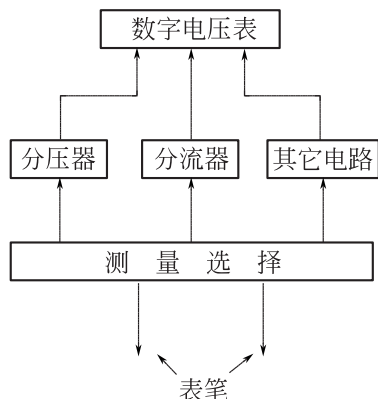 数字电压表
分压器
分流器
其它电路
测量选择
表笔